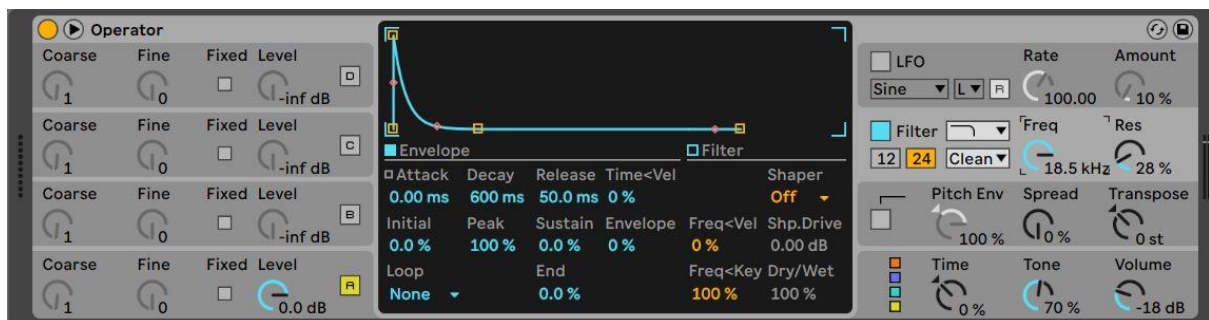 Operator
Coarse Fine Fixed Level
1 0 -inf dB D
Coarse Fine Fixed Level
1 0 -inf dB C
Coarse Fine Fixed Level
1 0 -inf dB B
Coarse Fine Fixed Level
1 0 0.0 dB A
Envelope Filter
Attack Decay Release Time<Vel Shaper
0.00 ms 600 ms 50.0 ms 0 % Off
Initial Peak Sustain Envelope Freq<Vel Shp.Drive
0.0 % 100 % 0.0 % 0 % 0 % 0.00 dB
Loop End Freq<Key Dry/Wet
None 0.0 % 100 % 100 %
LFO Rate Amount
Sine L R 100.00 10 %
Filter Freq Res
12 24 Clean 18.5 kHz 28 %
Pitch Env Spread Transpose
100 % 0 % 0 st
Time Tone Volume
0 % 70 % -18 dB